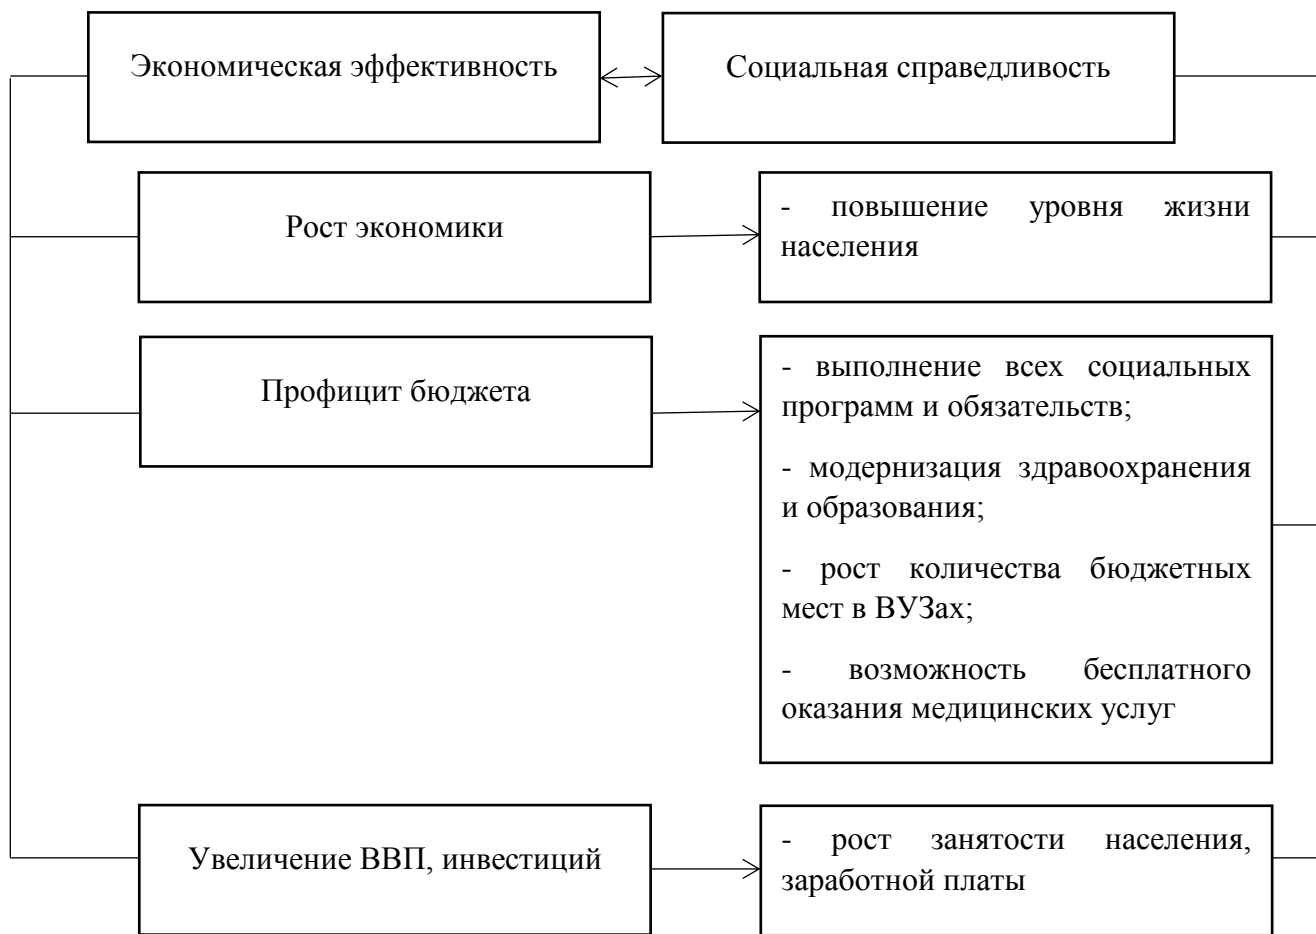 Экономическая эффективность
Социальная справедливость
Рост экономики
- повышение уровня жизни
населения
Профицит бюджета
- выполнение всех социальных
программ и обязательств;
- модернизация здравоохранения
и образования;
- рост количества бюджетных
мест в ВУЗах;
- возможность бесплатного
оказания медицинских услуг
Увеличение ВВП, инвестиций
- рост занятости населения,
заработной платы